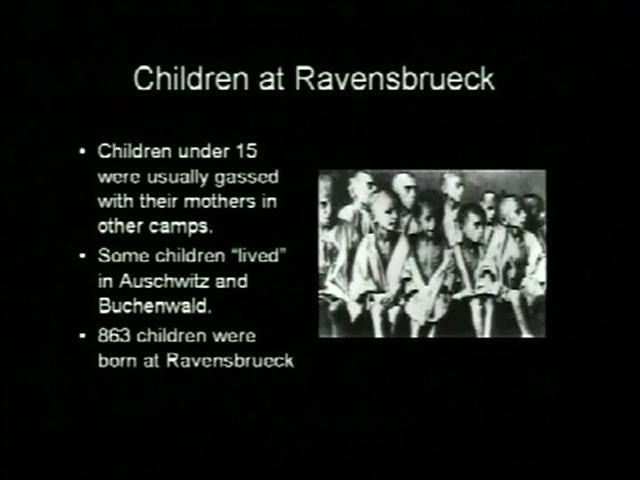 Children at Ravensbrueck
• Children under 15
were usually gassed
with their mothers in
other camps.
• Some children “lived”
in Auschwitz and
Buchenwald.
• 863 children were
born at Ravensbrueck